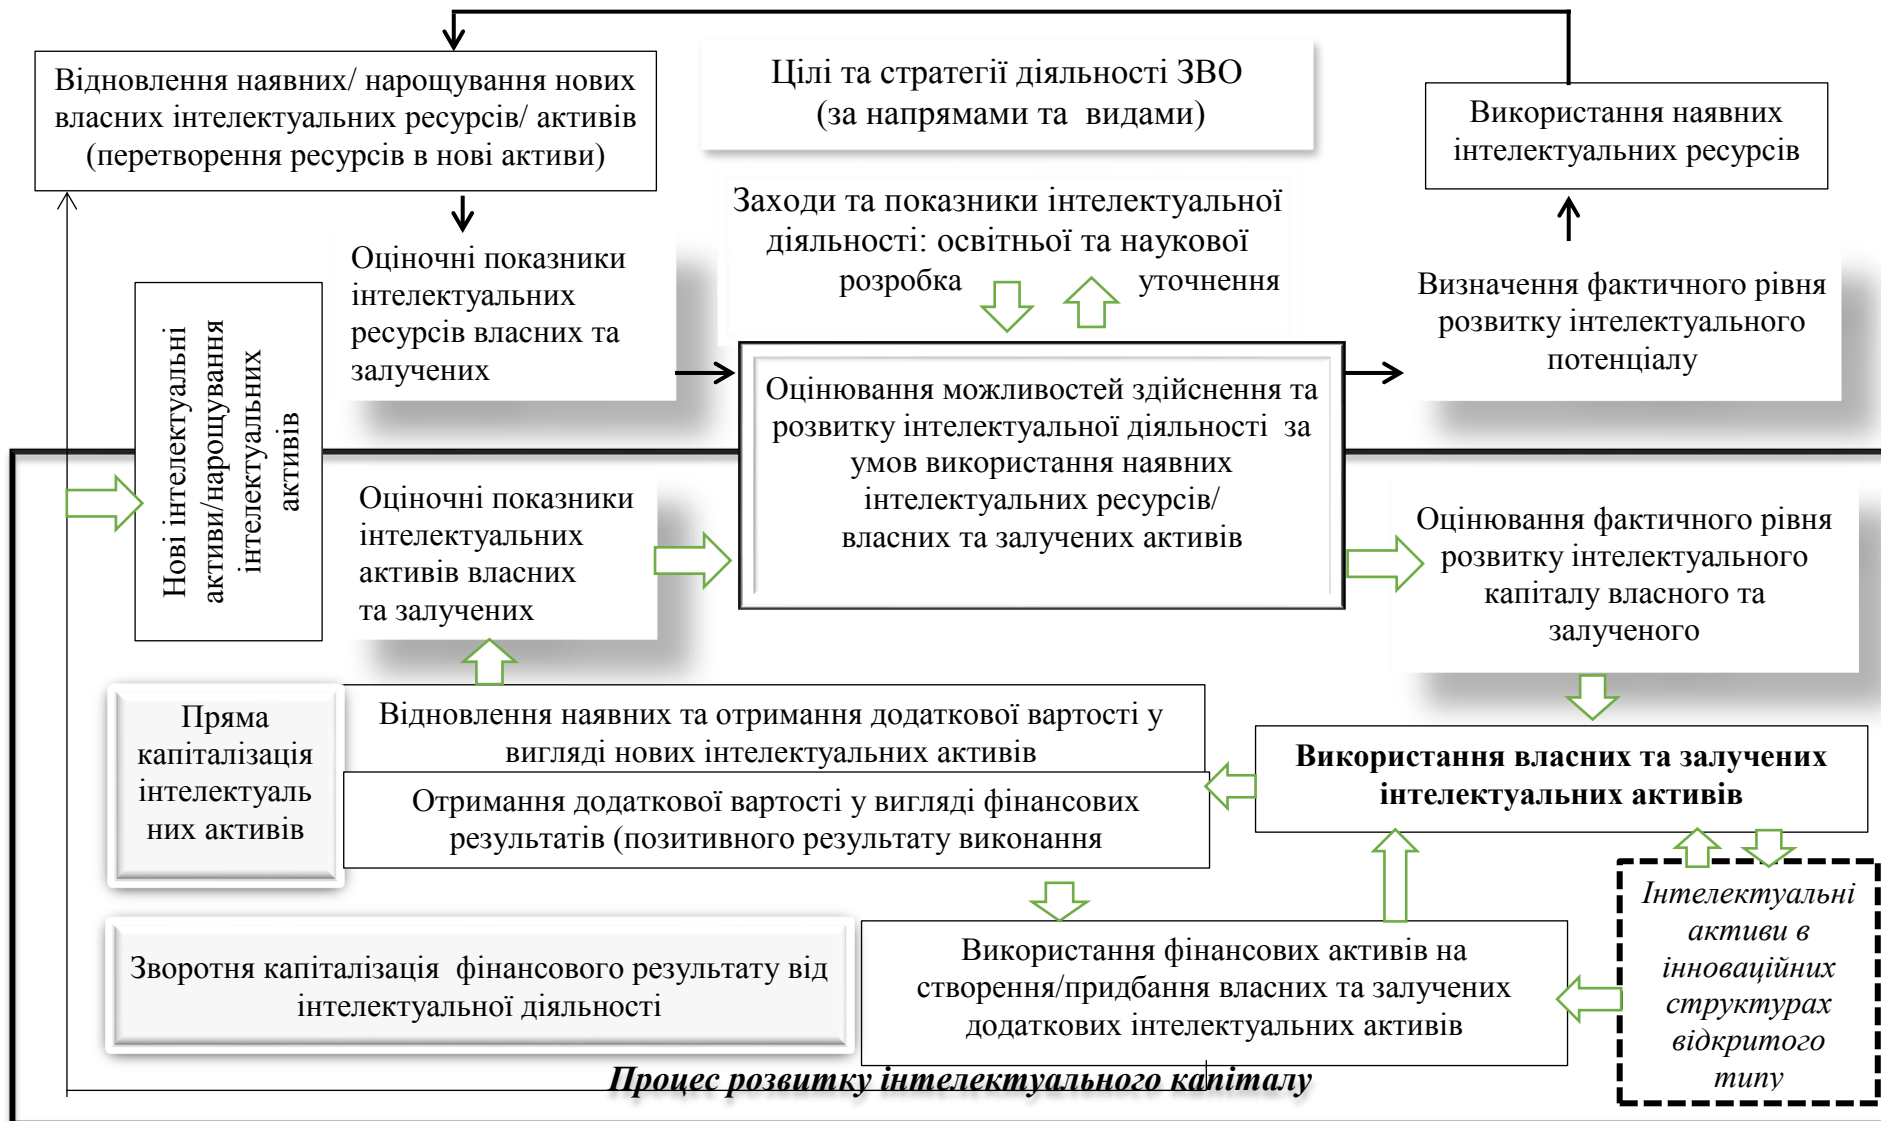 Відновлення наявних/ нарощування нових
власних інтелектуальних ресурсів/ активів
(перетворення ресурсів в нові активи)
Цілі та стратегії діяльності ЗВО
(за напрямами та видами)
Використання наявних
інтелектуальних ресурсів
Заходи та показники інтелектуальної
діяльності: освітньої та наукової
розробка уточнення
Оціночні показники
інтелектуальних
ресурсів власних та
залучених
Визначення фактичного рівня
розвитку інтелектуального
потенціалу
Нові інтелектуальні
активи/нарощування
інтелектуальних
активів
Оцінювання можливостей здійснення та
розвитку інтелектуальної діяльності за
умов використання наявних
інтелектуальних ресурсів/
власних та залучених активів
Оціночні показники
інтелектуальних
активів власних
та залучених
Оцінювання фактичного рівня
розвитку інтелектуального
капіталу власного та
залученого
Пряма
капіталізація
інтелектуаль
них активів
Відновлення наявних та отримання додаткової вартості у
вигляді нових інтелектуальних активів
Отримання додаткової вартості у вигляді фінансових
результатів (позитивного результату виконання
Використання власних та залучених
інтелектуальних активів
Зворотня капіталізація фінансового результату від
інтелектуальної діяльності
Використання фінансових активів на
створення/придбання власних та залучених
додаткових інтелектуальних активів
Інтелектуальні
активи в
інноваційних
структурах
відкритого
типу
Процес розвитку інтелектуального капіталу